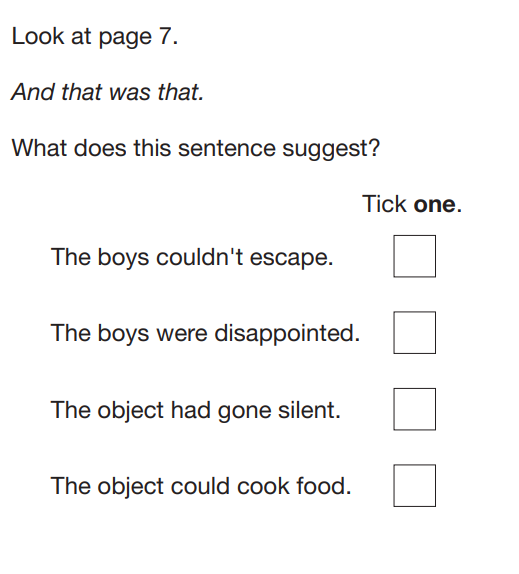 Look at page 7.
And that was that.
What does this sentence suggest?
Tick one.
The boys couldn't escape.
The boys were disappointed.
The object had gone silent.
The object could cook food.